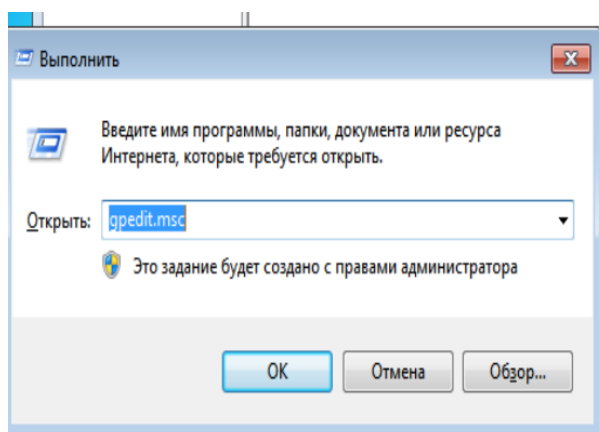 Выполнить
Введите имя программы, папки, документа или ресурса
Интернета, которые требуется открыть.
Открыть: gpedit.msc
Это задание будет создано с правами администратора
ОК Отмена Обзор...